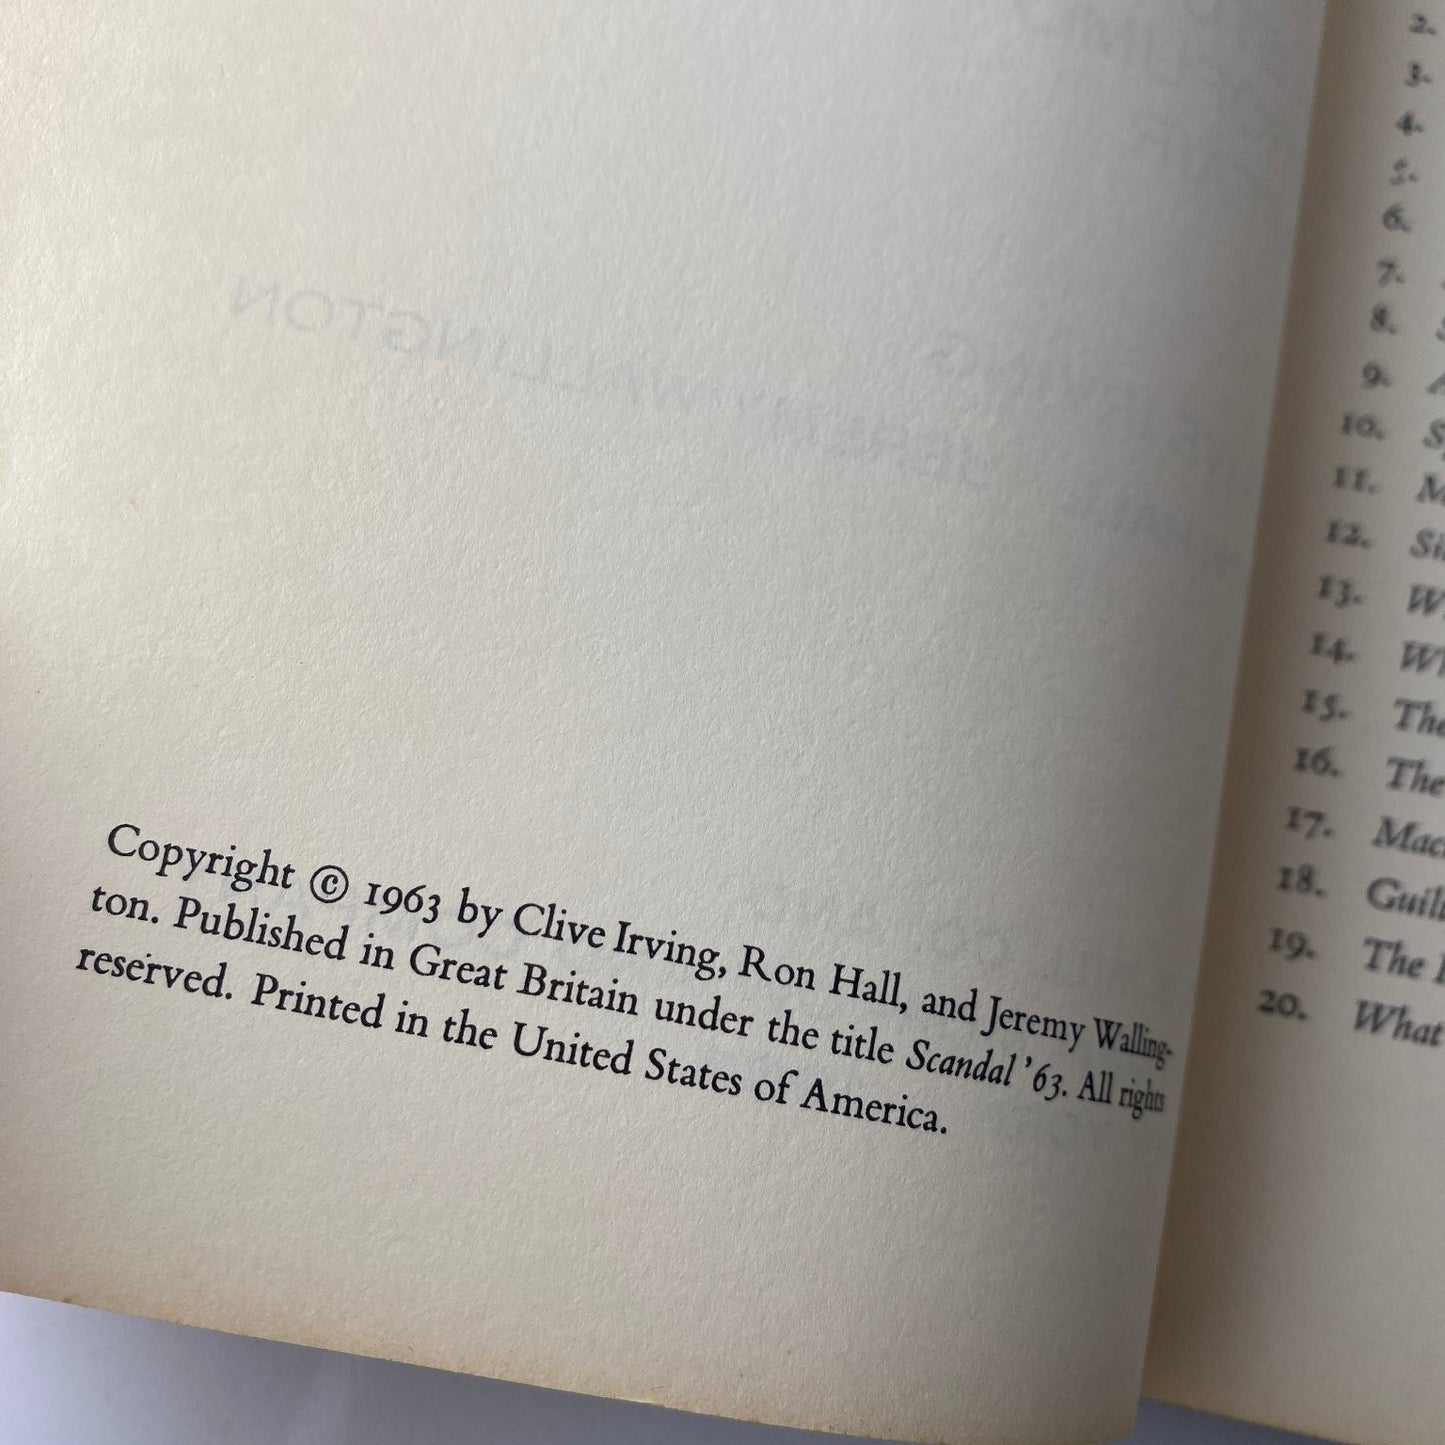 Copyright © 1963 by Clive Irving, Ron Hall, and Jeremy Walling-
ton. Published in Great Britain under the title Scandal '63. All rights
reserved. Printed in the United States of America.
2.
3.
4.
5.
6.
7.
8.
9.
10.
11.
12.
13.
14.
15. The
16. The
17.
18.
19. The
20. What